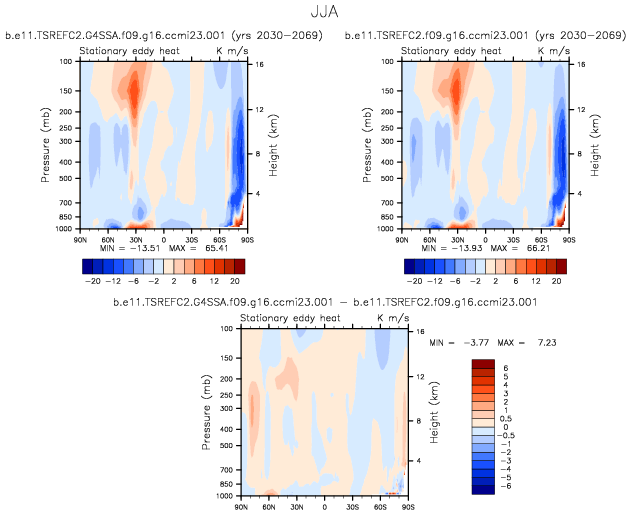 JJA
b.e11.TSREFC2.G4SSA.f09.g16.ccmi23.001 (yrs 2030-2069)
Stationary eddy heat K m/s
100 150 200 250 300 400 500 700 850 1000
Pressure (mb)
16 12 8 4
Height (km)
90N 60N 30N 0 30S 60S 90S
MIN = -13.51 MAX = 65.41
-20 -12 -6 -2 2 6 12 20
b.e11.TSREFC2.f09.g16.ccmi23.001 (yrs 2030-2069)
Stationary eddy heat K m/s
100 150 200 250 300 400 500 700 850 1000
Pressure (mb)
16 12 8 4
Height (km)
90N 60N 30N 0 30S 60S 90S
MIN = -13.93 MAX = 66.21
-20 -12 -6 -2 2 6 12 20
b.e11.TSREFC2.G4SSA.f09.g16.ccmi23.001 - b.e11.TSREFC2.f09.g16.ccmi23.001
Stationary eddy heat K m/s
100 150 200 250 300 400 500 700 850 1000
Pressure (mb)
16 12 8 4
Height (km)
90N 60N 30N 0 30S 60S 90S
MIN = -3.77 MAX = 7.23
6
5
4
3
2
1
0.5
0
-0.5
-1
-2
-3
-4
-5
-6